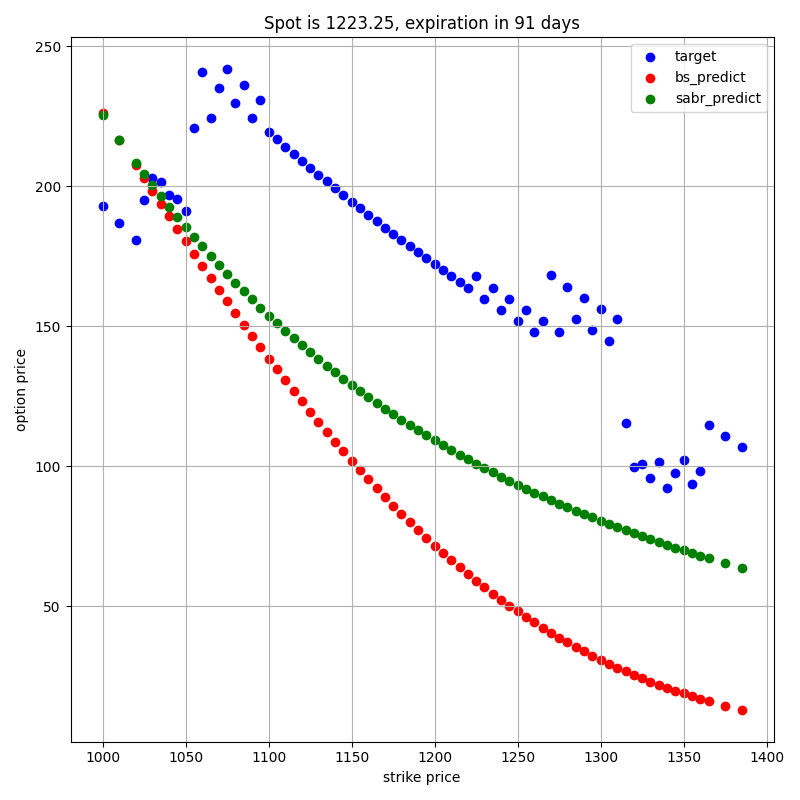 Spot is 1223.25, expiration in 91 days
250
200
150
100
50
option price
target
bs_predict
sabr_predict
1000 1050 1100 1150 1200 1250 1300 1350 1400
strike price